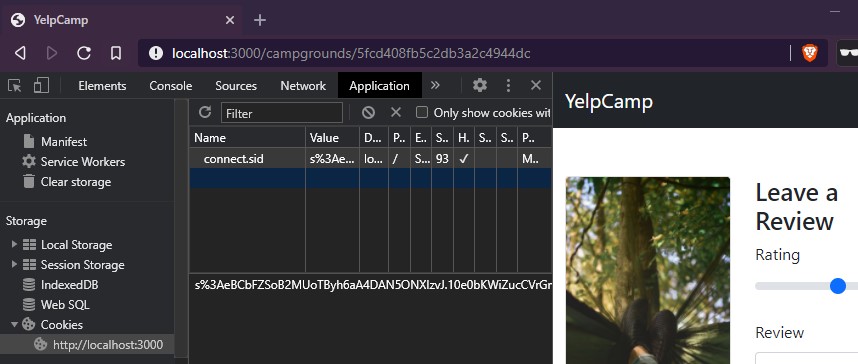 YelpCamp
localhost:3000/campgrounds/5fcd408fb5c2db3a2c4944dc
Elements Console Sources Network Application »
Application
Manifest
Service Workers
Clear storage
Storage
Local Storage
Session Storage
IndexedDB
Web SQL
Cookies
http://localhost:3000
Filter Only show cookies wit
Name Value D.. P.. E.. S.. H. S.. S.. P..
connect.sid s%3Ae... lo... / S... 93 ✓ M..
YelpCamp
Leave a
Review
Rating
Review